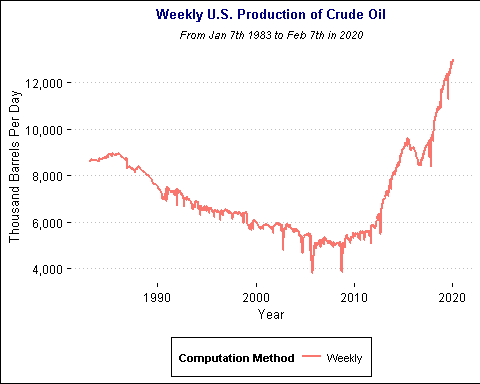 Weekly U.S. Production of Crude Oil
From Jan 7th 1983 to Feb 7th in 2020
Thousand Barrels Per Day
12,000
10,000
8,000
6,000
4,000
1990 2000 2010 2020
Year
Computation Method Weekly